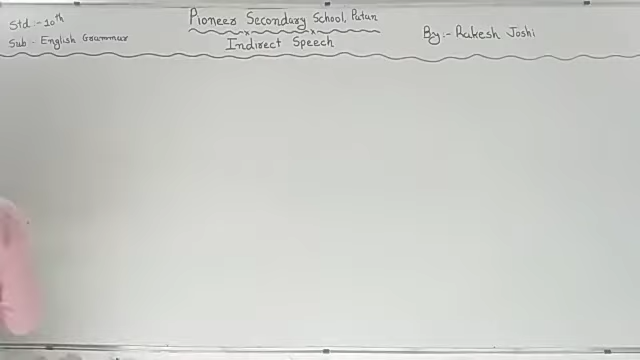 Std - 10th
Sub - English Grammar
Pioneer Secondary School, Patan
Indirect Speech
By:- Rakesh Joshi